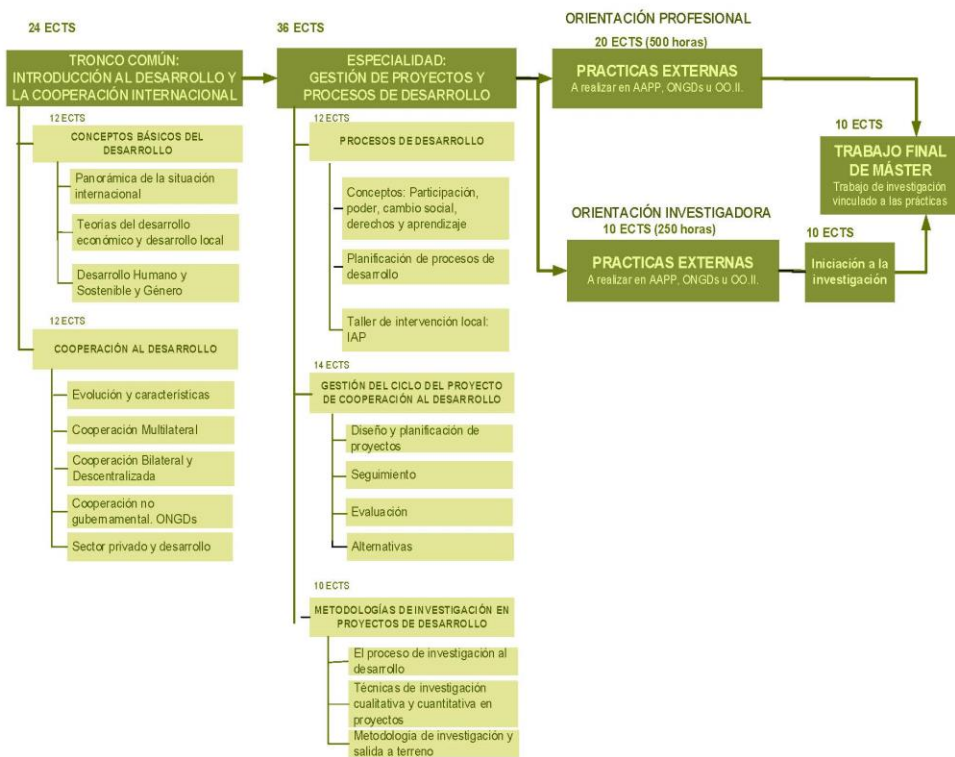 24 ECTS
TRONCO COMÚN:
INTRODUCCIÓN AL DESARROLLO Y
LA COOPERACIÓN INTERNACIONAL
12 ECTS
CONCEPTOS BÁSICOS DEL
DESARROLLO
Panorámica de la situación
internacional
Teorías del desarrollo
económico y desarrollo local
Desarrollo Humano y
Sostenible y Género
12 ECTS
COOPERACIÓN AL DESARROLLO
Evolución y características
Cooperación Multilateral
Cooperación Bilateral y
Descentralizada
Cooperación no
gubernamental. ONGDs
Sector privado y desarrollo
36 ECTS
ESPECIALIDAD:
GESTIÓN DE PROYECTOS Y
PROCESOS DE DESARROLLO
12 ECTS
PROCESOS DE DESARROLLO
Conceptos: Participación,
poder, cambio social,
derechos y aprendizaje
Planificación de procesos de
desarrollo
Taller de intervención local:
IAP
14 ECTS
GESTIÓN DEL CICLO DEL PROYECTO
DE COOPERACIÓN AL DESARROLLO
Diseño y planificación de
proyectos
Seguimiento
Evaluación
Alternativas
10 ECTS
METODOLOGÍAS DE INVESTIGACIÓN EN
PROYECTOS DE DESARROLLO
El proceso de investigación al
desarrollo
Técnicas de investigación
cualitativa y cuantitativa en
proyectos
Metodología de investigación y
salida a terreno
ORIENTACIÓN PROFESIONAL
20 ECTS (500 horas)
PRACTICAS EXTERNAS
A realizar en AAPP, ONGDs u OO.II.
ORIENTACIÓN INVESTIGADORA
10 ECTS (250 horas)
PRACTICAS EXTERNAS
A realizar en AAPP, ONGDs u OO.II.
10 ECTS
Iniciación a la
investigación
10 ECTS
TRABAJO FINAL
DE MÁSTER
Trabajo de investigación
vinculado a las prácticas